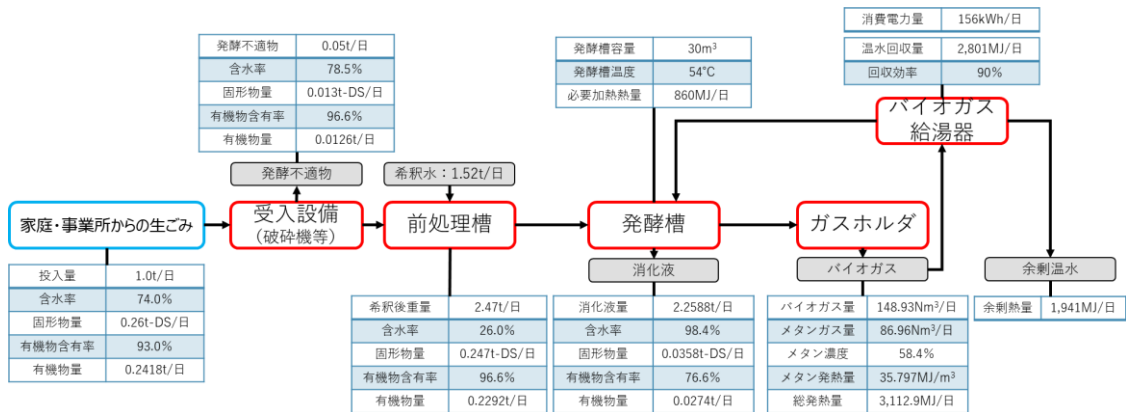 発酵不適物 0.05t/日
含水率 78.5%
固形物量 0.013t-DS/日
有機物含有率 96.6%
有機物量 0.0126t/日
発酵槽容量 30m³
発酵槽温度 54℃
必要加熱熱量 860MJ/日
消費電力量 156kWh/日
温水回収量 2,801MJ/日
回収効率 90%
バイオガス
給湯器
発酵不適物
希釈水：1.52t/日
家庭・事業所からの生ごみ
受入設備
（破砕機等）
前処理槽
発酵槽
ガスホルダ
消化液
バイオガス
余剰温水
投入量 1.0t/日
含水率 74.0%
固形物量 0.26t-DS/日
有機物含有率 93.0%
有機物量 0.2418t/日
希釈後重量 2.47t/日
含水率 26.0%
固形物量 0.247t-DS/日
有機物含有率 96.6%
有機物量 0.2292t/日
消化液量 2.2588t/日
含水率 98.4%
固形物量 0.0358t-DS/日
有機物含有率 76.6%
有機物量 0.0274t/日
バイオガス量 148.93Nm³/日
メタンガス量 86.96Nm³/日
メタン濃度 58.4%
メタン発熱量 35.797MJ/m³
総発熱量 3,112.9MJ/日
余剰熱量 1,941MJ/日